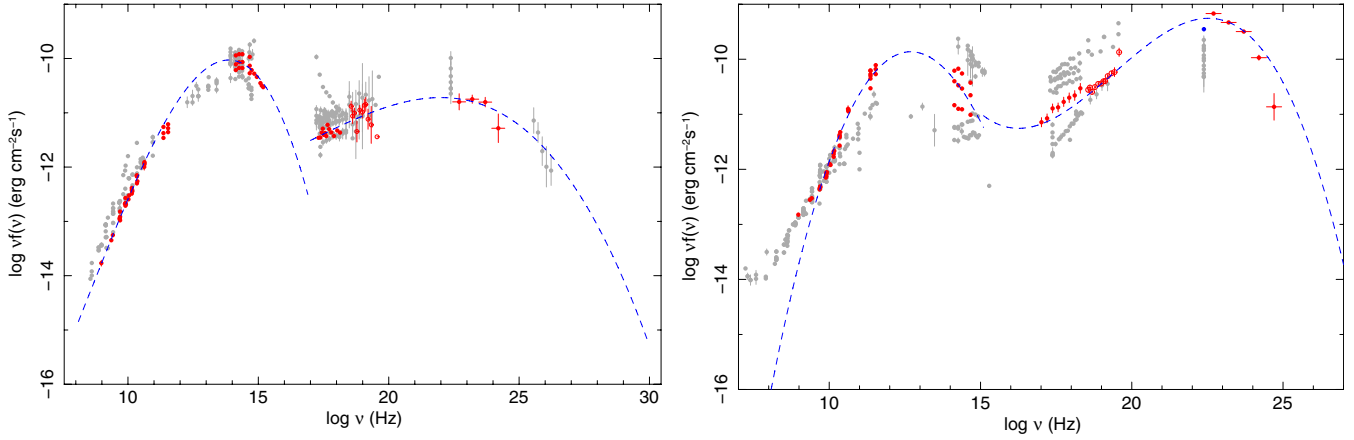 −10
−12
−14
−16
log νf(ν) (erg cm⁻²s⁻¹)
10 15 20 25 30
log ν (Hz)
−10
−12
−14
−16
log νf(ν) (erg cm⁻²s⁻¹)
10 15 20 25
log ν (Hz)